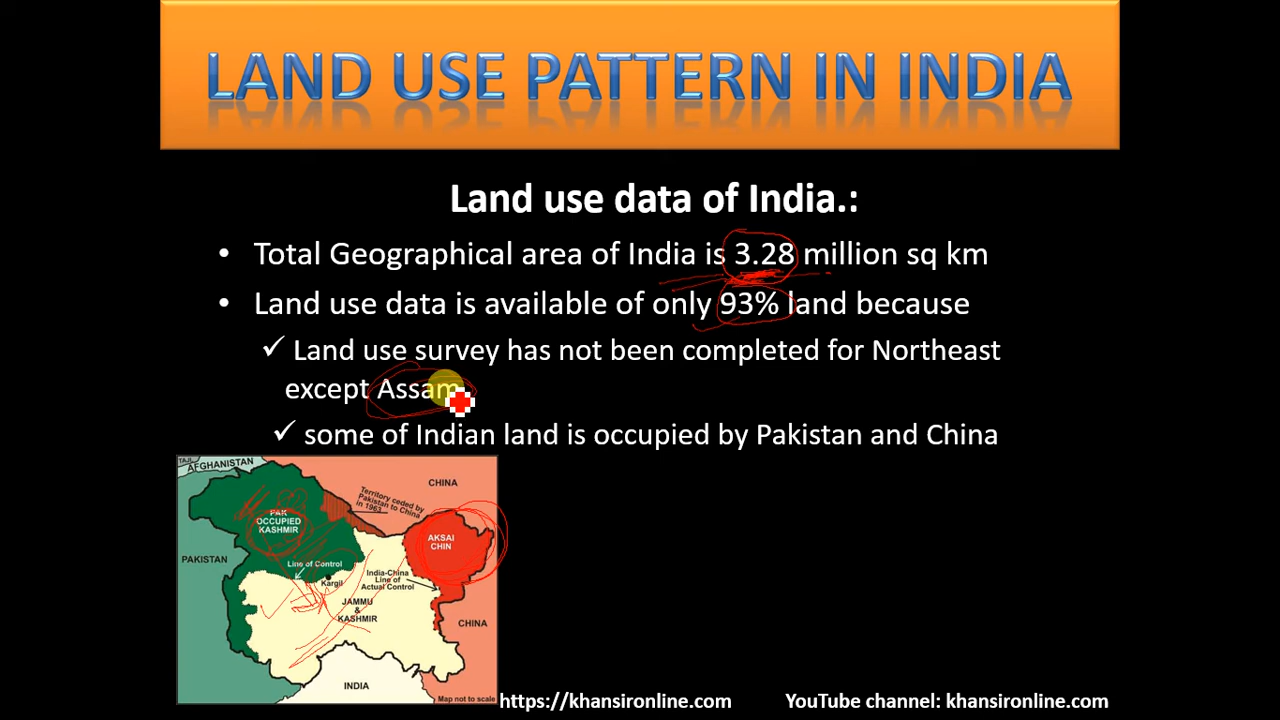 LAND USE PATTERN IN INDIA
Land use data of India.:
• Total Geographical area of India is 3.28 million sq km
• Land use data is available of only 93% land because
✓ Land use survey has not been completed for Northeast
except Assam
✓ some of Indian land is occupied by Pakistan and China
TAJ.
AFGHANISTAN
CHINA
Territory ceded by
Pakistan to China
in 1963
PAK
OCCUPIED
KASHMIR
AKSAI
CHIN
PAKISTAN
Line of Control
Kargil
India-China
Line of
Actual Control
JAMMU
&
KASHMIR
CHINA
INDIA
Map not to scale
https://khansironline.com
YouTube channel: khansironline.com